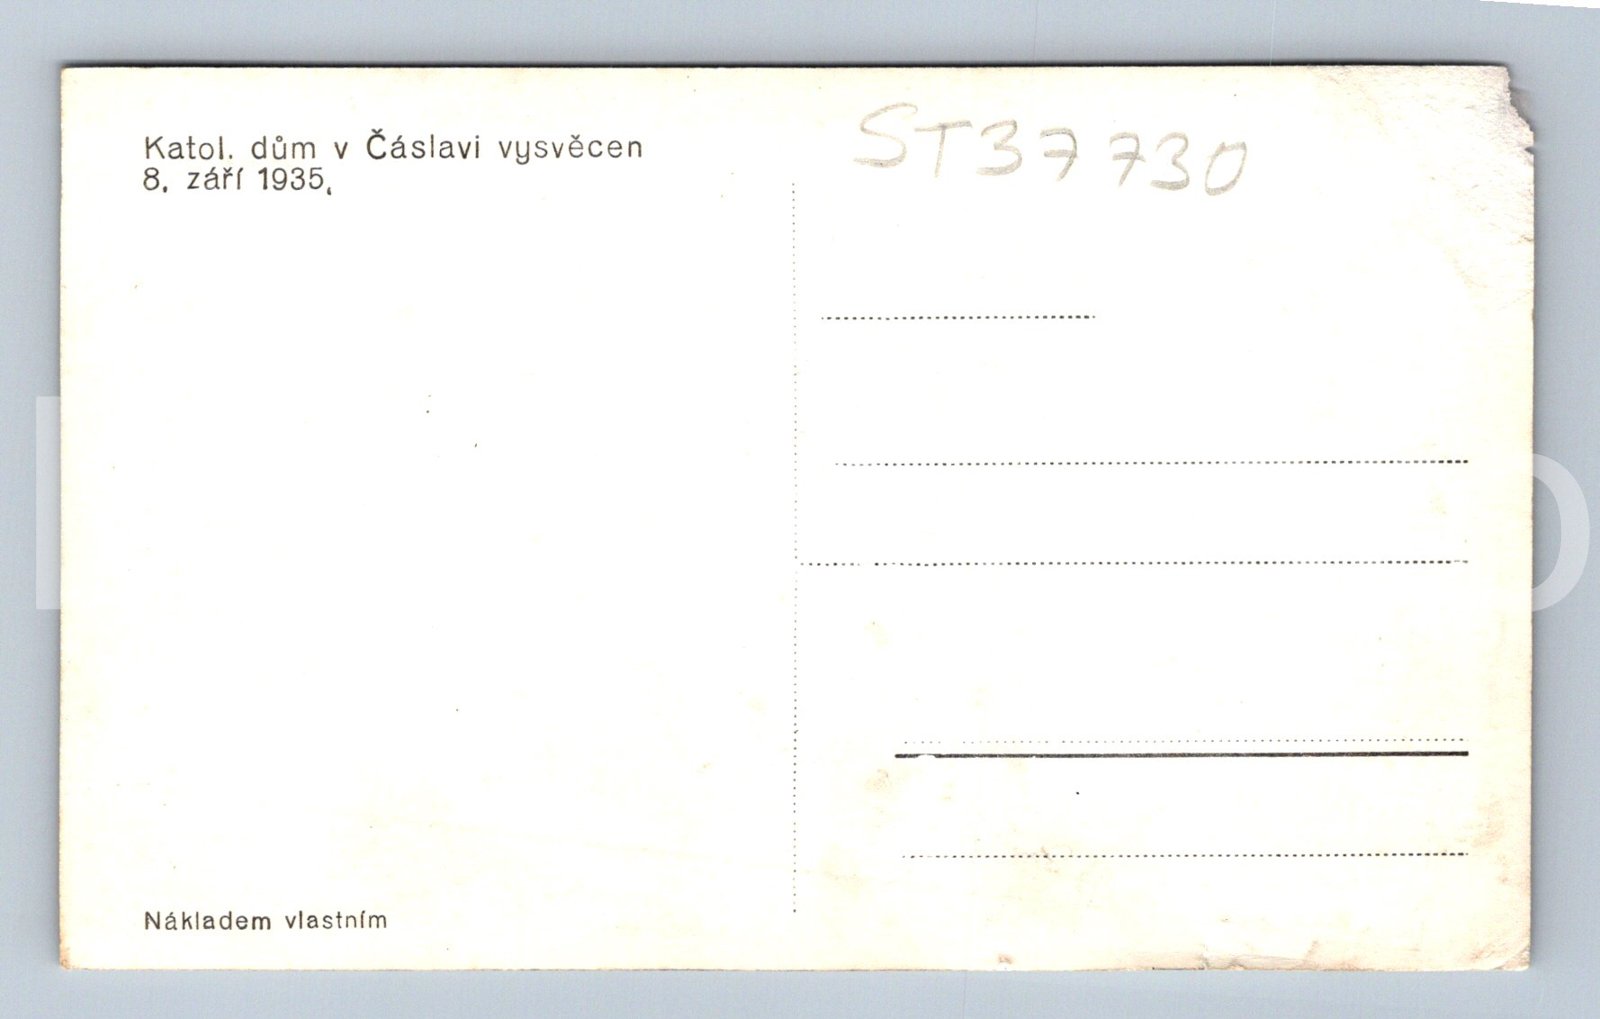 Katol. dům v Čáslavi vysvěcen
8. září 1935.
ST37730
Nákladem vlastním